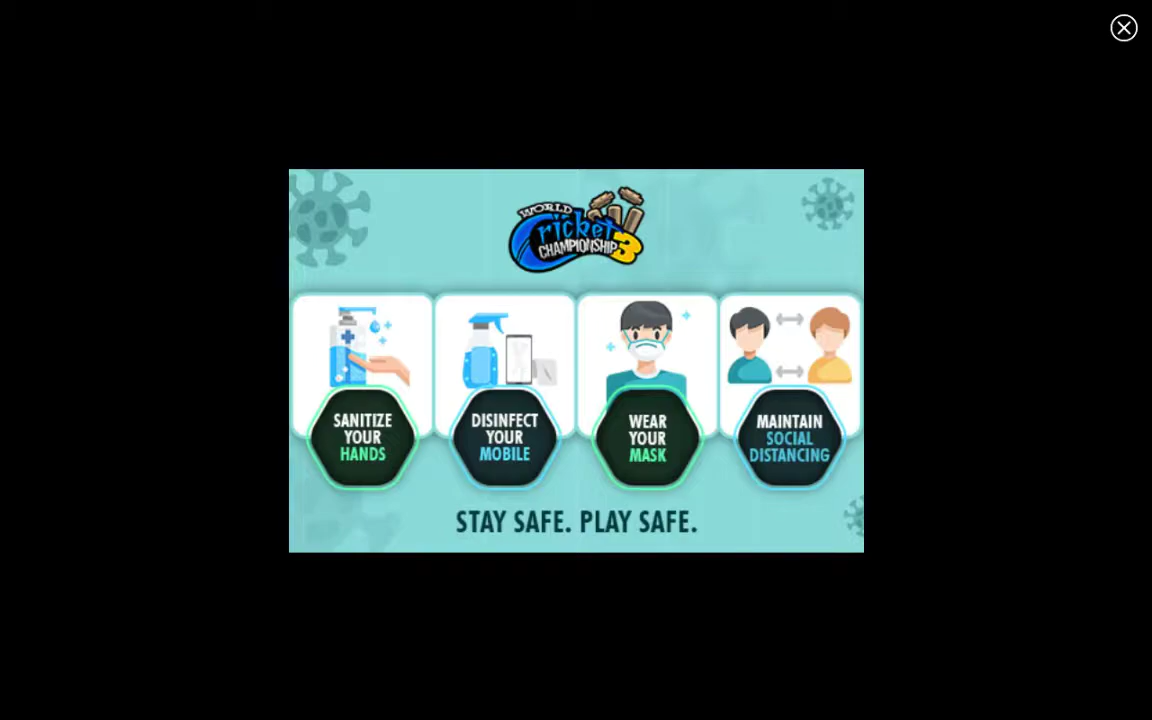 WORLD
Cricket
CHAMPIONSHIP 3
SANITIZE
YOUR
HANDS
DISINFECT
YOUR
MOBILE
WEAR
YOUR
MASK
MAINTAIN
SOCIAL
DISTANCING
STAY SAFE. PLAY SAFE.